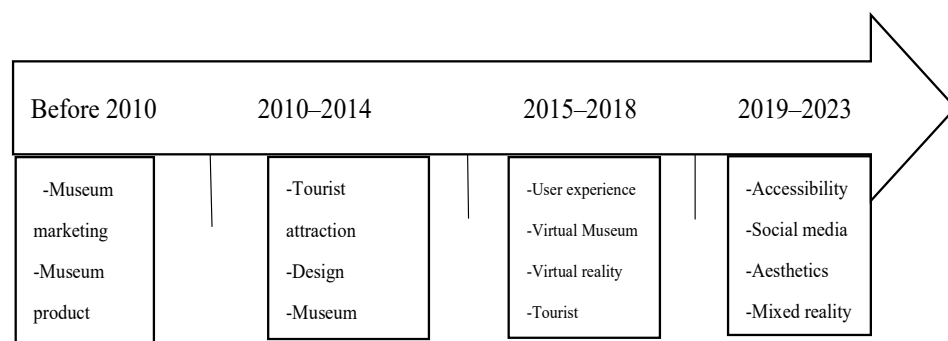 Before 2010
2010–2014
2015–2018
2019–2023
-Museum
marketing
-Museum
product
-Tourist
attraction
-Design
-Museum
-User experience
-Virtual Museum
-Virtual reality
-Tourist
-Accessibility
-Social media
-Aesthetics
-Mixed reality